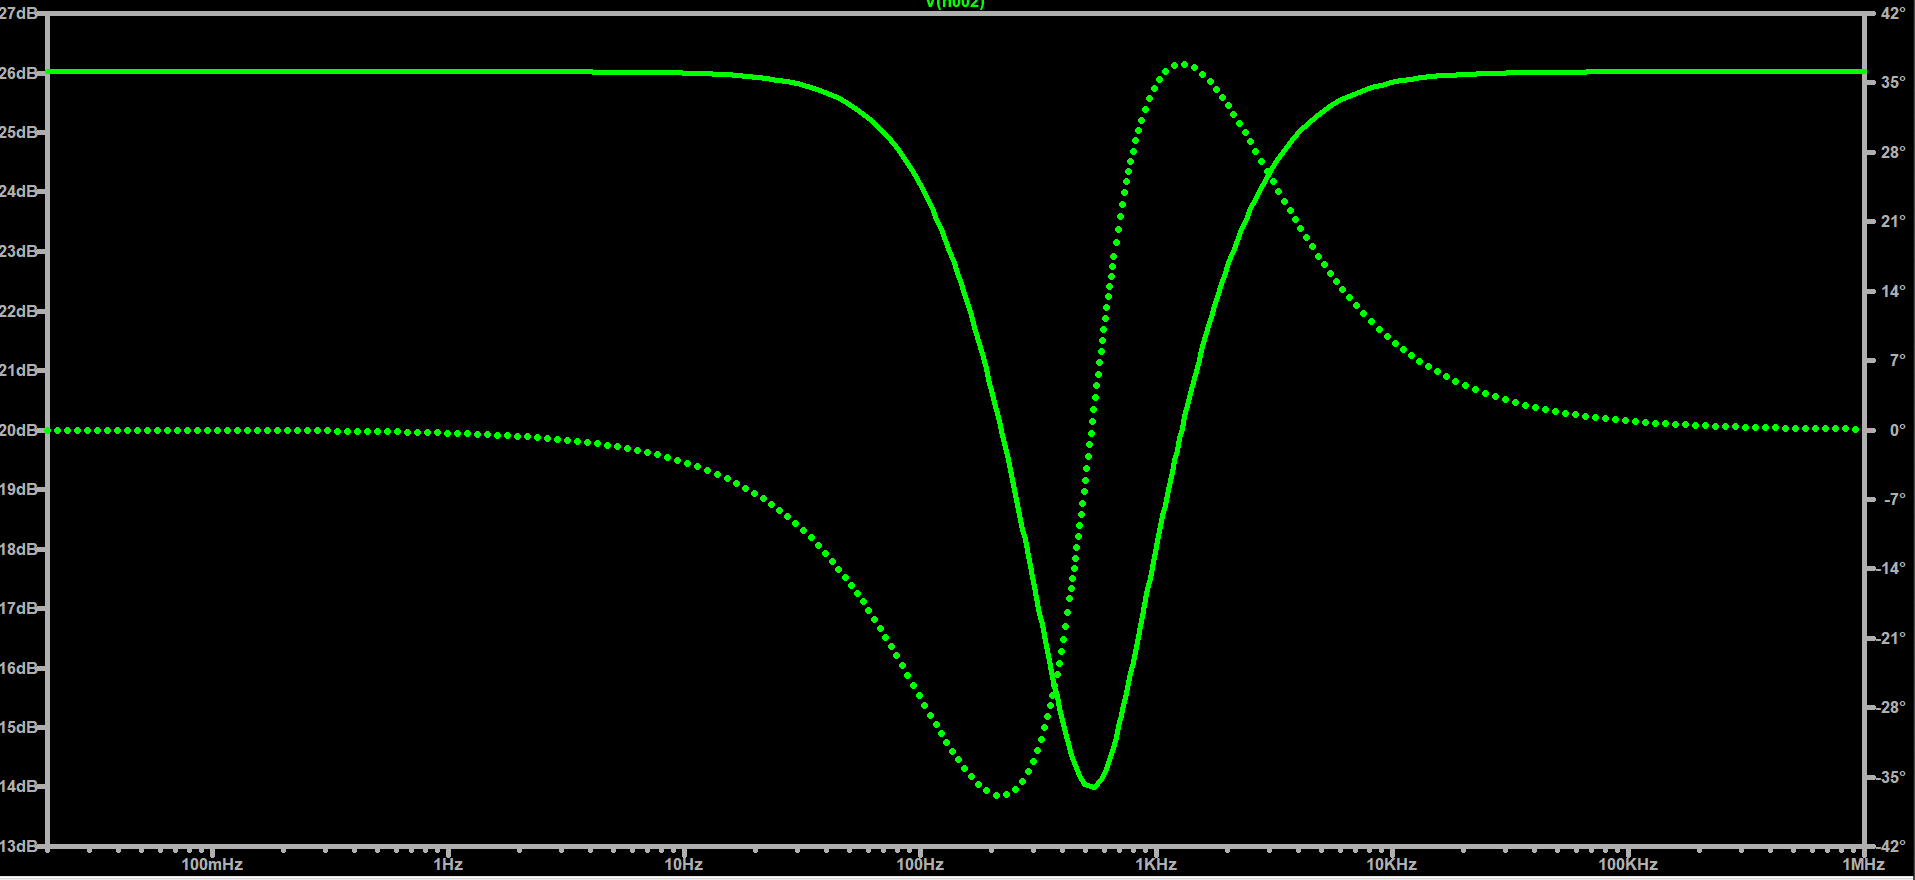 V(n002)
27dB
26dB
25dB
24dB
23dB
22dB
21dB
20dB
19dB
18dB
17dB
16dB
15dB
14dB
13dB
42°
35°
28°
21°
14°
7°
0°
-7°
-14°
-21°
-28°
-35°
-42°
100mHz 1Hz 10Hz 100Hz 1KHz 10KHz 100KHz 1MHz